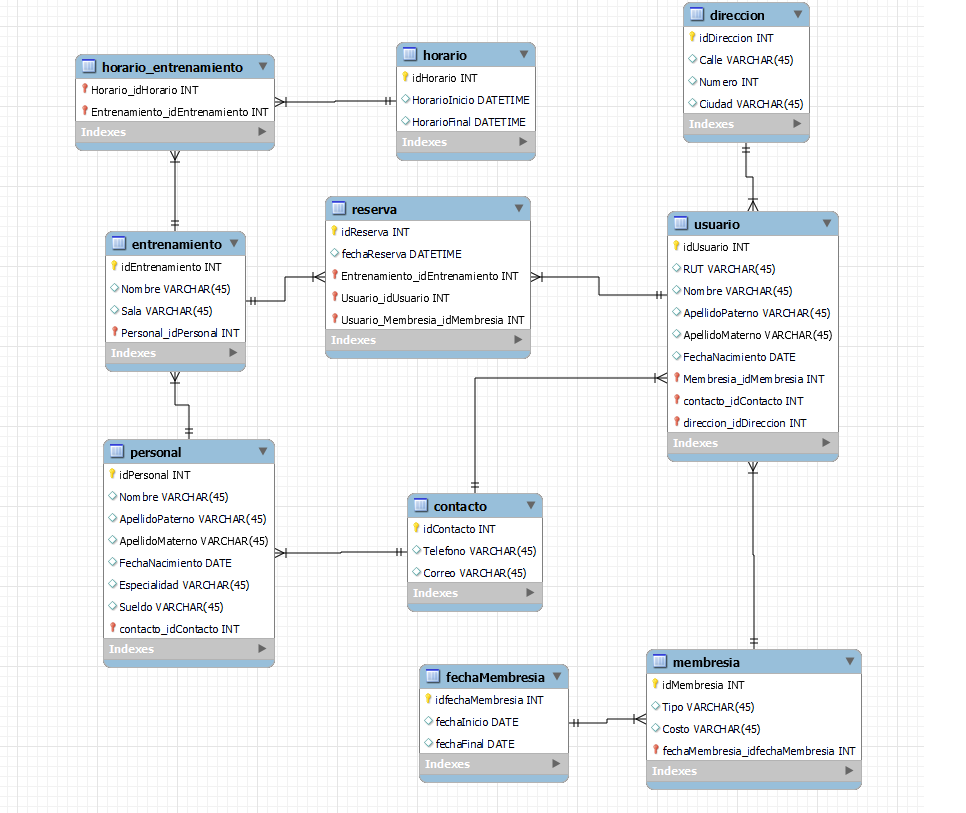 direccion
idDireccion INT
Calle VARCHAR(45)
Numero INT
Ciudad VARCHAR(45)
Indexes
horario_entrenamiento
Horario_idHorario INT
Entrenamiento_idEntrenamiento INT
Indexes
horario
idHorario INT
HorarioInicio DATETIME
HorarioFinal DATETIME
Indexes
reserva
idReserva INT
fechaReserva DATETIME
Entrenamiento_idEntrenamiento INT
Usuario_idUsuario INT
Usuario_Membresia_idMembresia INT
Indexes
usuario
idUsuario INT
RUT VARCHAR(45)
Nombre VARCHAR(45)
ApellidoPaterno VARCHAR(45)
ApellidoMaterno VARCHAR(45)
FechaNacimiento DATE
Membresia_idMembresia INT
contacto_idContacto INT
direccion_idDireccion INT
Indexes
entrenamiento
idEntrenamiento INT
Nombre VARCHAR(45)
Sala VARCHAR(45)
Personal_idPersonal INT
Indexes
personal
idPersonal INT
Nombre VARCHAR(45)
ApellidoPaterno VARCHAR(45)
ApellidoMaterno VARCHAR(45)
FechaNacimiento DATE
Especialidad VARCHAR(45)
Sueldo VARCHAR(45)
contacto_idContacto INT
Indexes
contacto
idContacto INT
Telefono VARCHAR(45)
Correo VARCHAR(45)
Indexes
fechaMembresia
idfechaMembresia INT
fechaInicio DATE
fechaFinal DATE
Indexes
membresia
idMembresia INT
Tipo VARCHAR(45)
Costo VARCHAR(45)
fechaMembresia_idfechaMembresia INT
Indexes